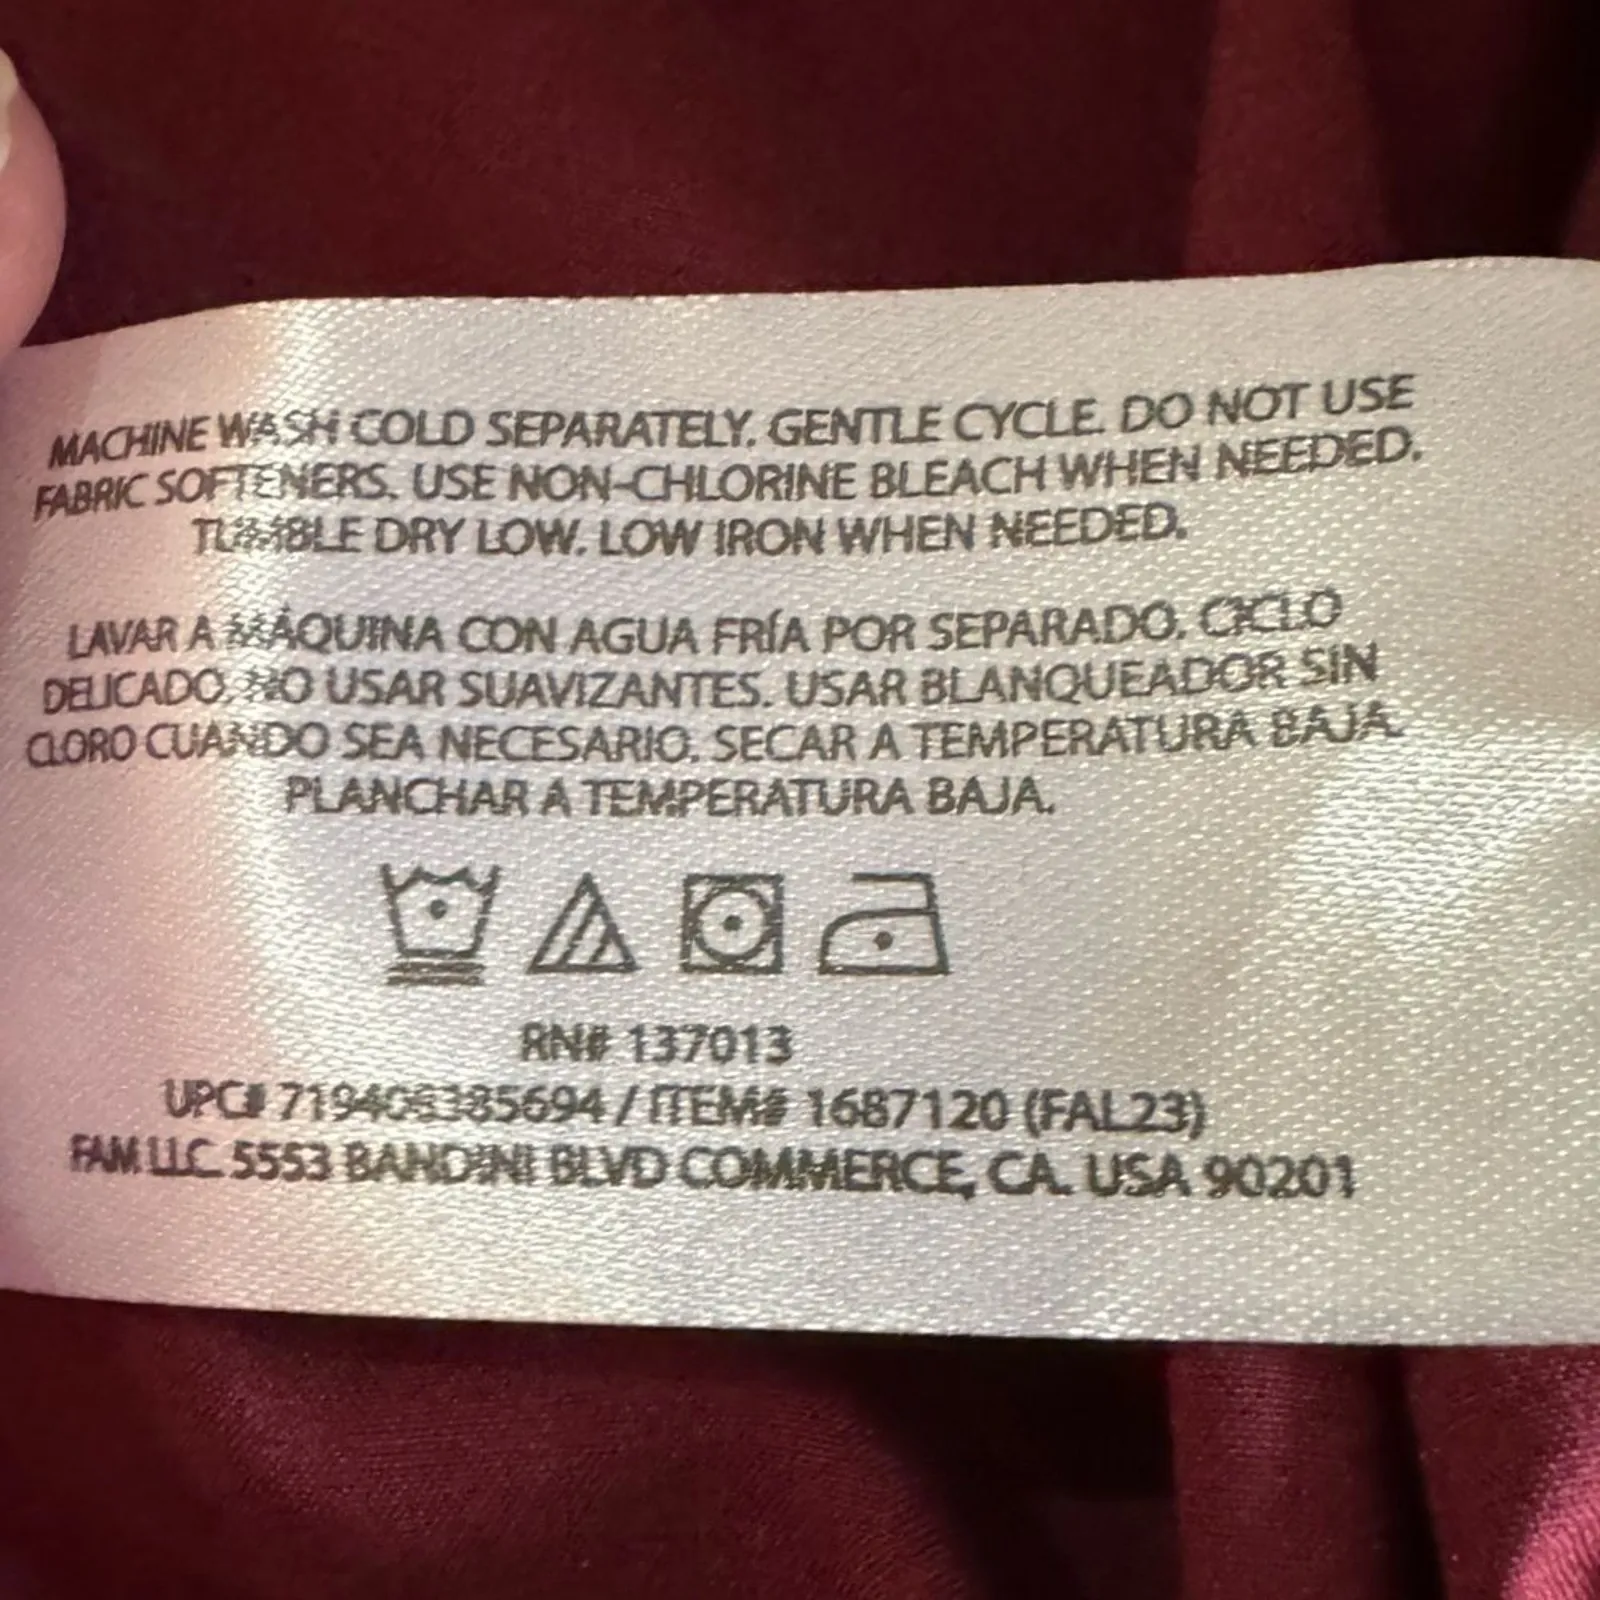 MACHINE WASH COLD SEPARATELY. GENTLE CYCLE. DO NOT USE
FABRIC SOFTENERS. USE NON-CHLORINE BLEACH WHEN NEEDED.
TUMBLE DRY LOW. LOW IRON WHEN NEEDED.
LAVAR A MÁQUINA CON AGUA FRÍA POR SEPARADO. CICLO
DELICADO. NO USAR SUAVIZANTES. USAR BLANQUEADOR SIN
CLORO CUANDO SEA NECESARIO. SECAR A TEMPERATURA BAJA.
PLANCHAR A TEMPERATURA BAJA.
RN# 137013
UPC# / ITEM# 1687120 (FAL23)
FAM LLC 5553 BANDINI BLVD COMMERCE, CA. USA 90201